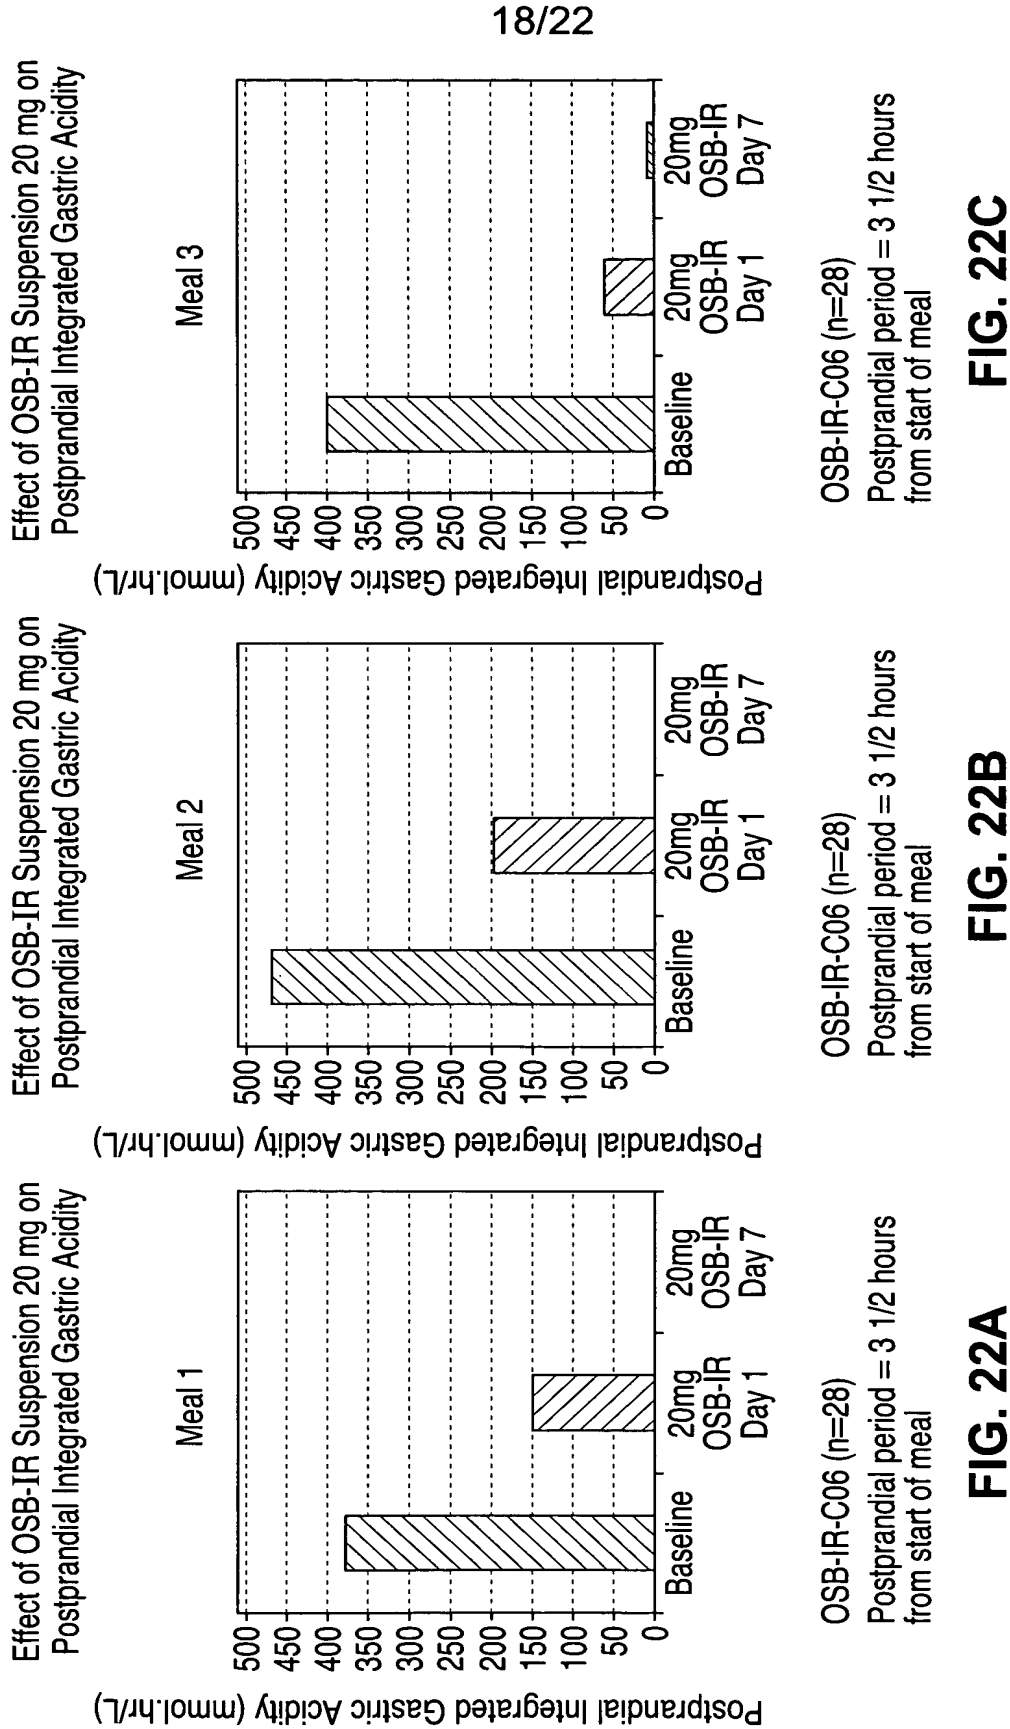 18/22
Effect of OSB-IR Suspension 20 mg on
Postprandial Integrated Gastric Acidity
Meal 1
Postprandial Integrated Gastric Acidity (mmol.hr/L)
500
450
400
350
300
250
200
150
100
50
0
Baseline
20mg
OSB-IR
Day 1
20mg
OSB-IR
Day 7
OSB-IR-C06 (n=28)
Postprandial period = 3 1/2 hours
from start of meal
FIG. 22A
Effect of OSB-IR Suspension 20 mg on
Postprandial Integrated Gastric Acidity
Meal 2
Postprandial Integrated Gastric Acidity (mmol.hr/L)
500
450
400
350
300
250
200
150
100
50
0
Baseline
20mg
OSB-IR
Day 1
20mg
OSB-IR
Day 7
OSB-IR-C06 (n=28)
Postprandial period = 3 1/2 hours
from start of meal
FIG. 22B
Effect of OSB-IR Suspension 20 mg on
Postprandial Integrated Gastric Acidity
Meal 3
Postprandial Integrated Gastric Acidity (mmol.hr/L)
500
450
400
350
300
250
200
150
100
50
0
Baseline
20mg
OSB-IR
Day 1
20mg
OSB-IR
Day 7
OSB-IR-C06 (n=28)
Postprandial period = 3 1/2 hours
from start of meal
FIG. 22C